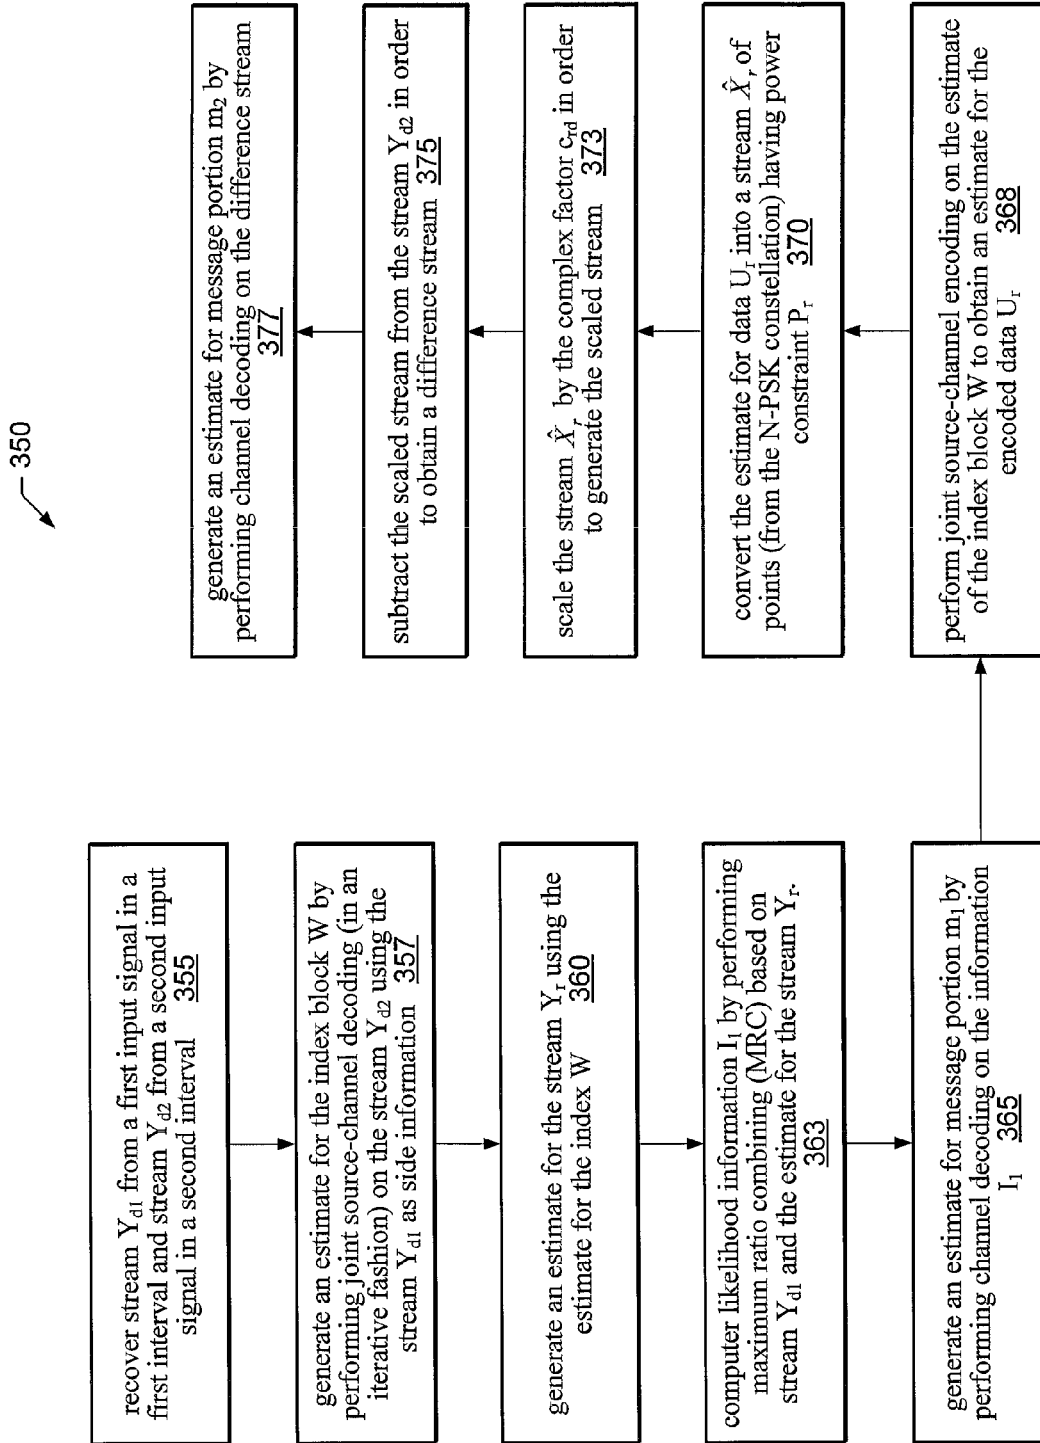 350
recover stream Y_d1 from a first input signal in a
first interval and stream Y_d2 from a second input
signal in a second interval 355
generate an estimate for the index block W by
performing joint source-channel decoding (in an
iterative fashion) on the stream Y_d2 using the
stream Y_d1 as side information 357
generate an estimate for the stream Y_r using the
estimate for the index W 360
computer likelihood information I_1 by performing
maximum ratio combining (MRC) based on
stream Y_d1 and the estimate for the stream Y_r.
363
generate an estimate for message portion m_1 by
performing channel decoding on the information
I_1 365
perform joint source-channel encoding on the estimate
of the index block W to obtain an estimate for the
encoded data U_r 368
convert the estimate for data U_r into a stream X̂_r of
points (from the N-PSK constellation) having power
constraint P_r 370
scale the stream X̂_r by the complex factor c_rd in order
to generate the scaled stream 373
subtract the scaled stream from the stream Y_d2 in order
to obtain a difference stream 375
generate an estimate for message portion m_2 by
performing channel decoding on the difference stream
377